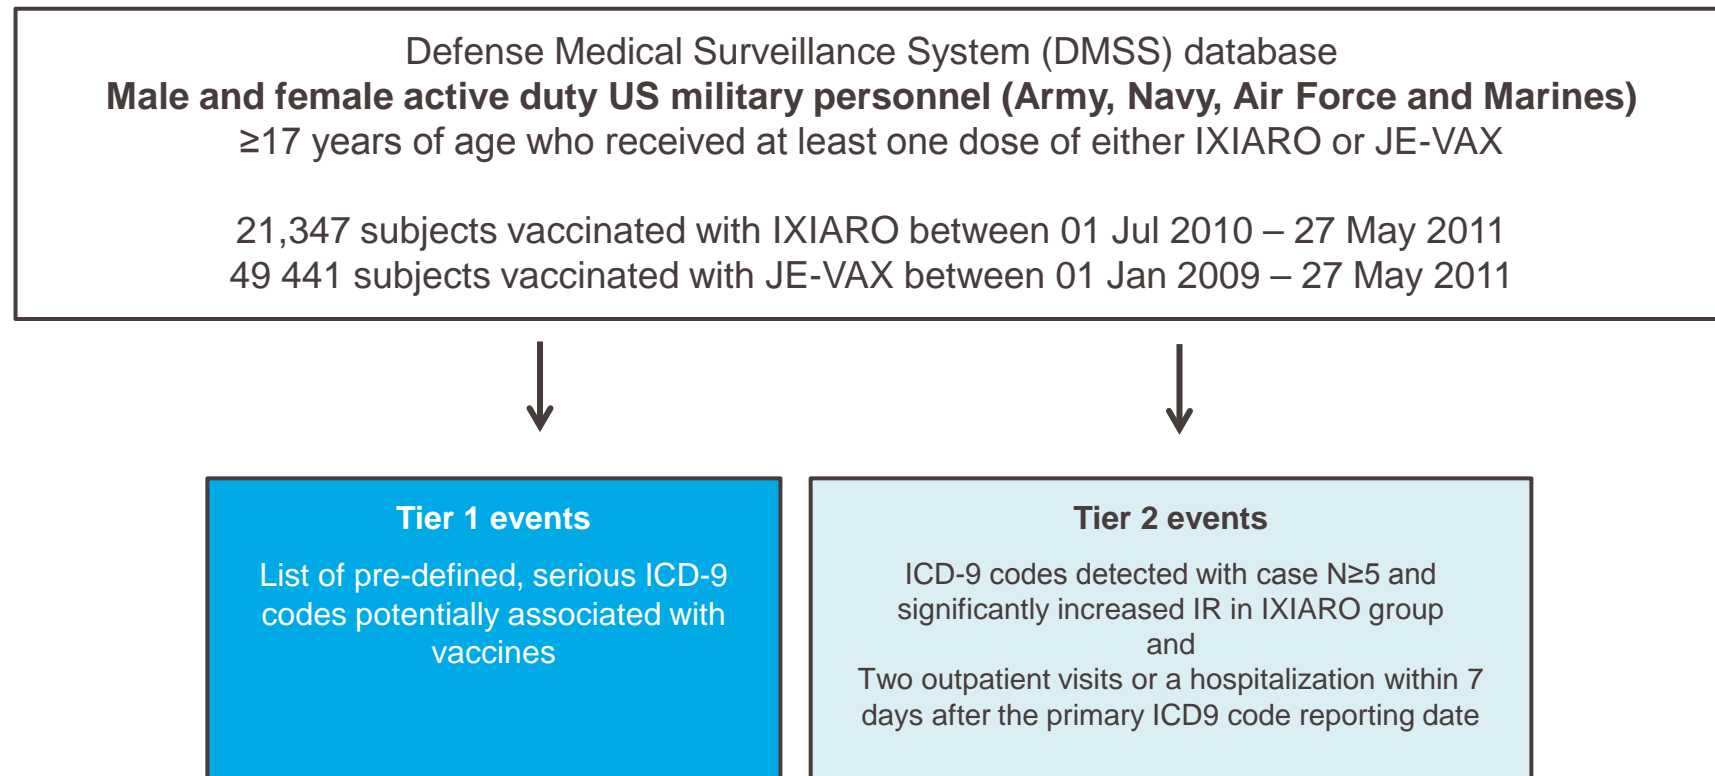 Defense Medical Surveillance System (DMSS) database
Male and female active duty US military personnel (Army, Navy, Air Force and Marines)
≥17 years of age who received at least one dose of either IXIARO or JE-VAX
21,347 subjects vaccinated with IXIARO between 01 Jul 2010 – 27 May 2011
49 441 subjects vaccinated with JE-VAX between 01 Jan 2009 – 27 May 2011
Tier 1 events
List of pre-defined, serious ICD-9
codes potentially associated with
vaccines
Tier 2 events
ICD-9 codes detected with case N≥5 and
significantly increased IR in IXIARO group
and
Two outpatient visits or a hospitalization within 7
days after the primary ICD9 code reporting date